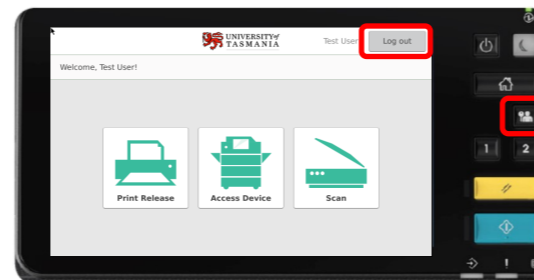 UNIVERSITY of
TASMANIA
Test User
Log out
Welcome, Test User!
Print Release
Access Device
Scan
1
2